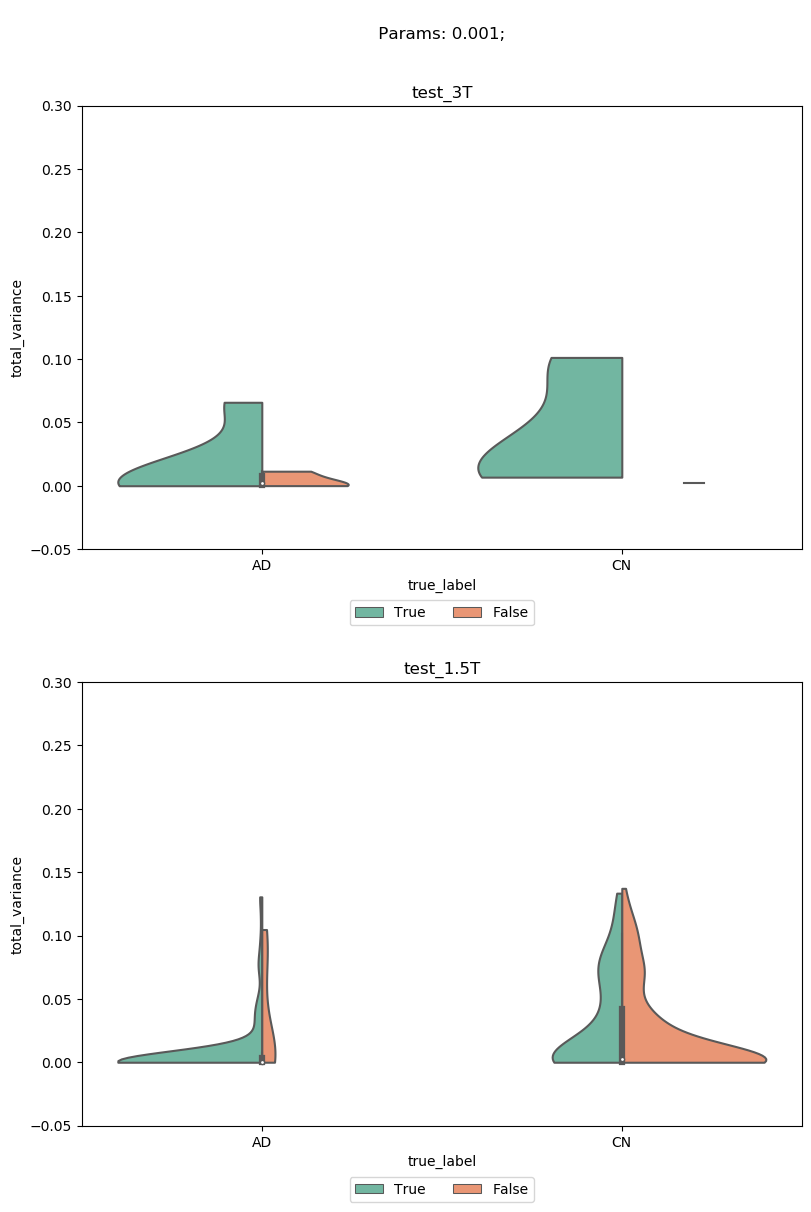 Params: 0.001;
test_3T
0.30
0.25
0.20
0.15
0.10
0.05
0.00
−0.05
total_variance
AD CN
true_label
True False
test_1.5T
0.30
0.25
0.20
0.15
0.10
0.05
0.00
−0.05
total_variance
AD CN
true_label
True False